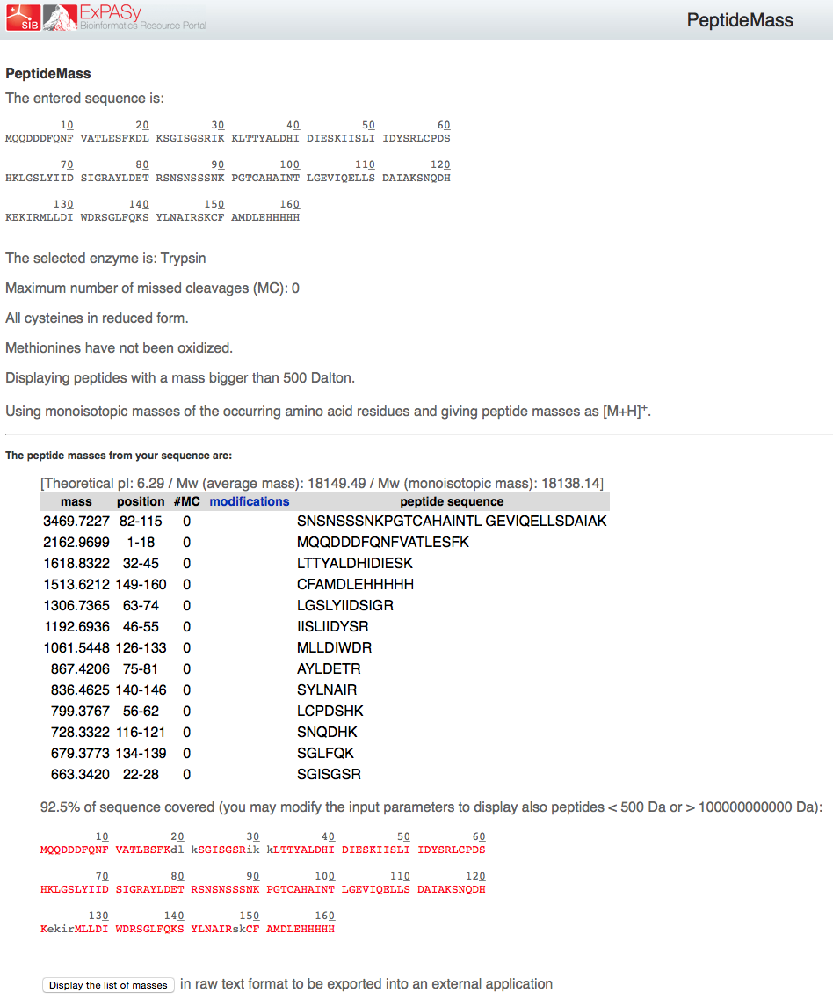 SIB ExPASy
Bioinformatics Resource Portal
PeptideMass
PeptideMass
The entered sequence is:
10 20 30 40 50 60
MQQDDDFQNF VATLESFKDL KSGISGSRIK KLTTYALDHI DIESKIISLI IDYSRLCPDS
70 80 90 100 110 120
HKLGSLYIID SIGRAYLDET RSNSNSSSNK PGTCAHAINT LGEVIQELLS DAIAKSNQDH
130 140 150 160
KEKIRMLLDI WDRSGLFQKS YLNAIRSKCF AMDLEHHHHH
The selected enzyme is: Trypsin
Maximum number of missed cleavages (MC): 0
All cysteines in reduced form.
Methionines have not been oxidized.
Displaying peptides with a mass bigger than 500 Dalton.
Using monoisotopic masses of the occurring amino acid residues and giving peptide masses as [M+H]+.
The peptide masses from your sequence are:
[Theoretical pI: 6.29 / Mw (average mass): 18149.49 / Mw (monoisotopic mass): 18138.14]
mass position #MC modifications peptide sequence
3469.7227 82-115 0 SNSNSSSNKPGTCAHAINTL GEVIQELLSDAIAK
2162.9699 1-18 0 MQQDDDFQNFVATLESFK
1618.8322 32-45 0 LTTYALDHIDIESK
1513.6212 149-160 0 CFAMDLEHHHHH
1306.7365 63-74 0 LGSLYIIDSIGR
1192.6936 46-55 0 IISLIIDYSR
1061.5448 126-133 0 MLLDIWDR
867.4206 75-81 0 AYLDETR
836.4625 140-146 0 SYLNAIR
799.3767 56-62 0 LCPDSHK
728.3322 116-121 0 SNQDHK
679.3773 134-139 0 SGLFQK
663.3420 22-28 0 SGISGSR
92.5% of sequence covered (you may modify the input parameters to display also peptides < 500 Da or > 100000000000 Da):
10 20 30 40 50 60
MQQDDDFQNF VATLESFKdl kSGISGSRik kLTTYALDHI DIESKIISLI IDYSRLCPDS
70 80 90 100 110 120
HKLGSLYIID SIGRAYLDET RSNSNSSSNK PGTCAHAINT LGEVIQELLS DAIAKSNQDH
130 140 150 160
KekirMLLDI WDRSGLFQKS YLNAIRskCF AMDLEHHHHH
Display the list of masses in raw text format to be exported into an external application